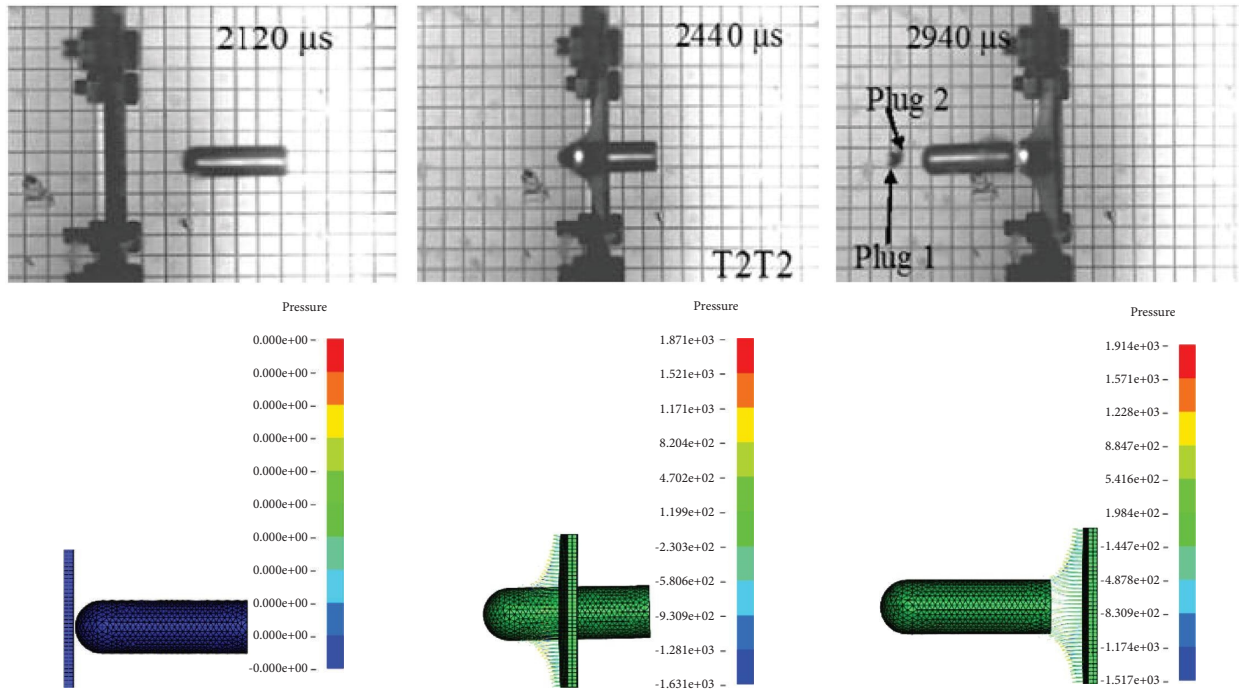 2120 μs
2440 μs
T2T2
2940 μs
Plug 2
Plug 1
Pressure
0.000e+00
0.000e+00
0.000e+00
0.000e+00
0.000e+00
0.000e+00
0.000e+00
0.000e+00
0.000e+00
0.000e+00
-0.000e+00
Pressure
1.871e+03
1.521e+03
1.171e+03
8.204e+02
4.702e+02
1.199e+02
-2.303e+02
-5.806e+02
-9.309e+02
-1.281e+03
-1.631e+03
Pressure
1.914e+03
1.571e+03
1.228e+03
8.847e+02
5.416e+02
1.984e+02
-1.447e+02
-4.878e+02
-8.309e+02
-1.174e+03
-1.517e+03